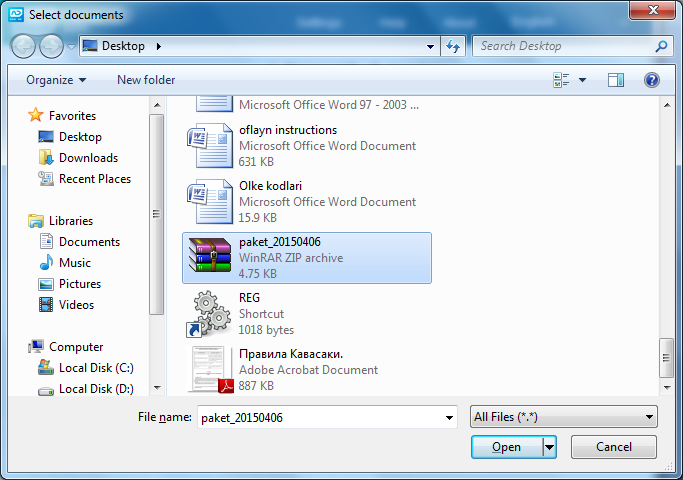 Select documents
Desktop
Search Desktop
Organize
New folder
Favorites
Desktop
Downloads
Recent Places
Libraries
Documents
Music
Pictures
Videos
Computer
Local Disk (C:)
Local Disk (D:)
Microsoft Office Word 97 - 2003 ...
oflayn instructions
Microsoft Office Word Document
631 KB
Olke kodlari
Microsoft Office Word Document
15.9 KB
paket_20150406
WinRAR ZIP archive
4.75 KB
REG
Shortcut
1018 bytes
Правила Кавасаки.
Adobe Acrobat Document
887 KB
File name:
paket_20150406
All Files (*.*)
Open
Cancel